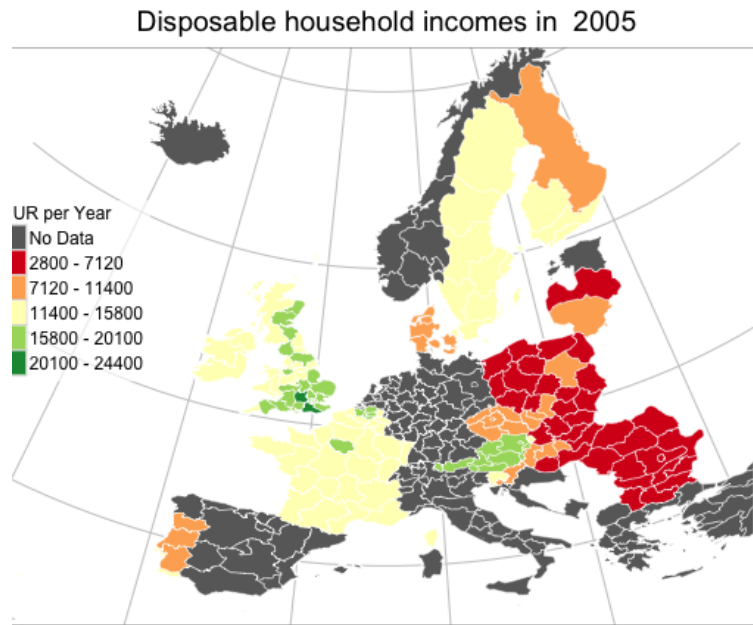 Disposable household incomes in 2005
UR per Year
No Data
2800 - 7120
7120 - 11400
11400 - 15800
15800 - 20100
20100 - 24400